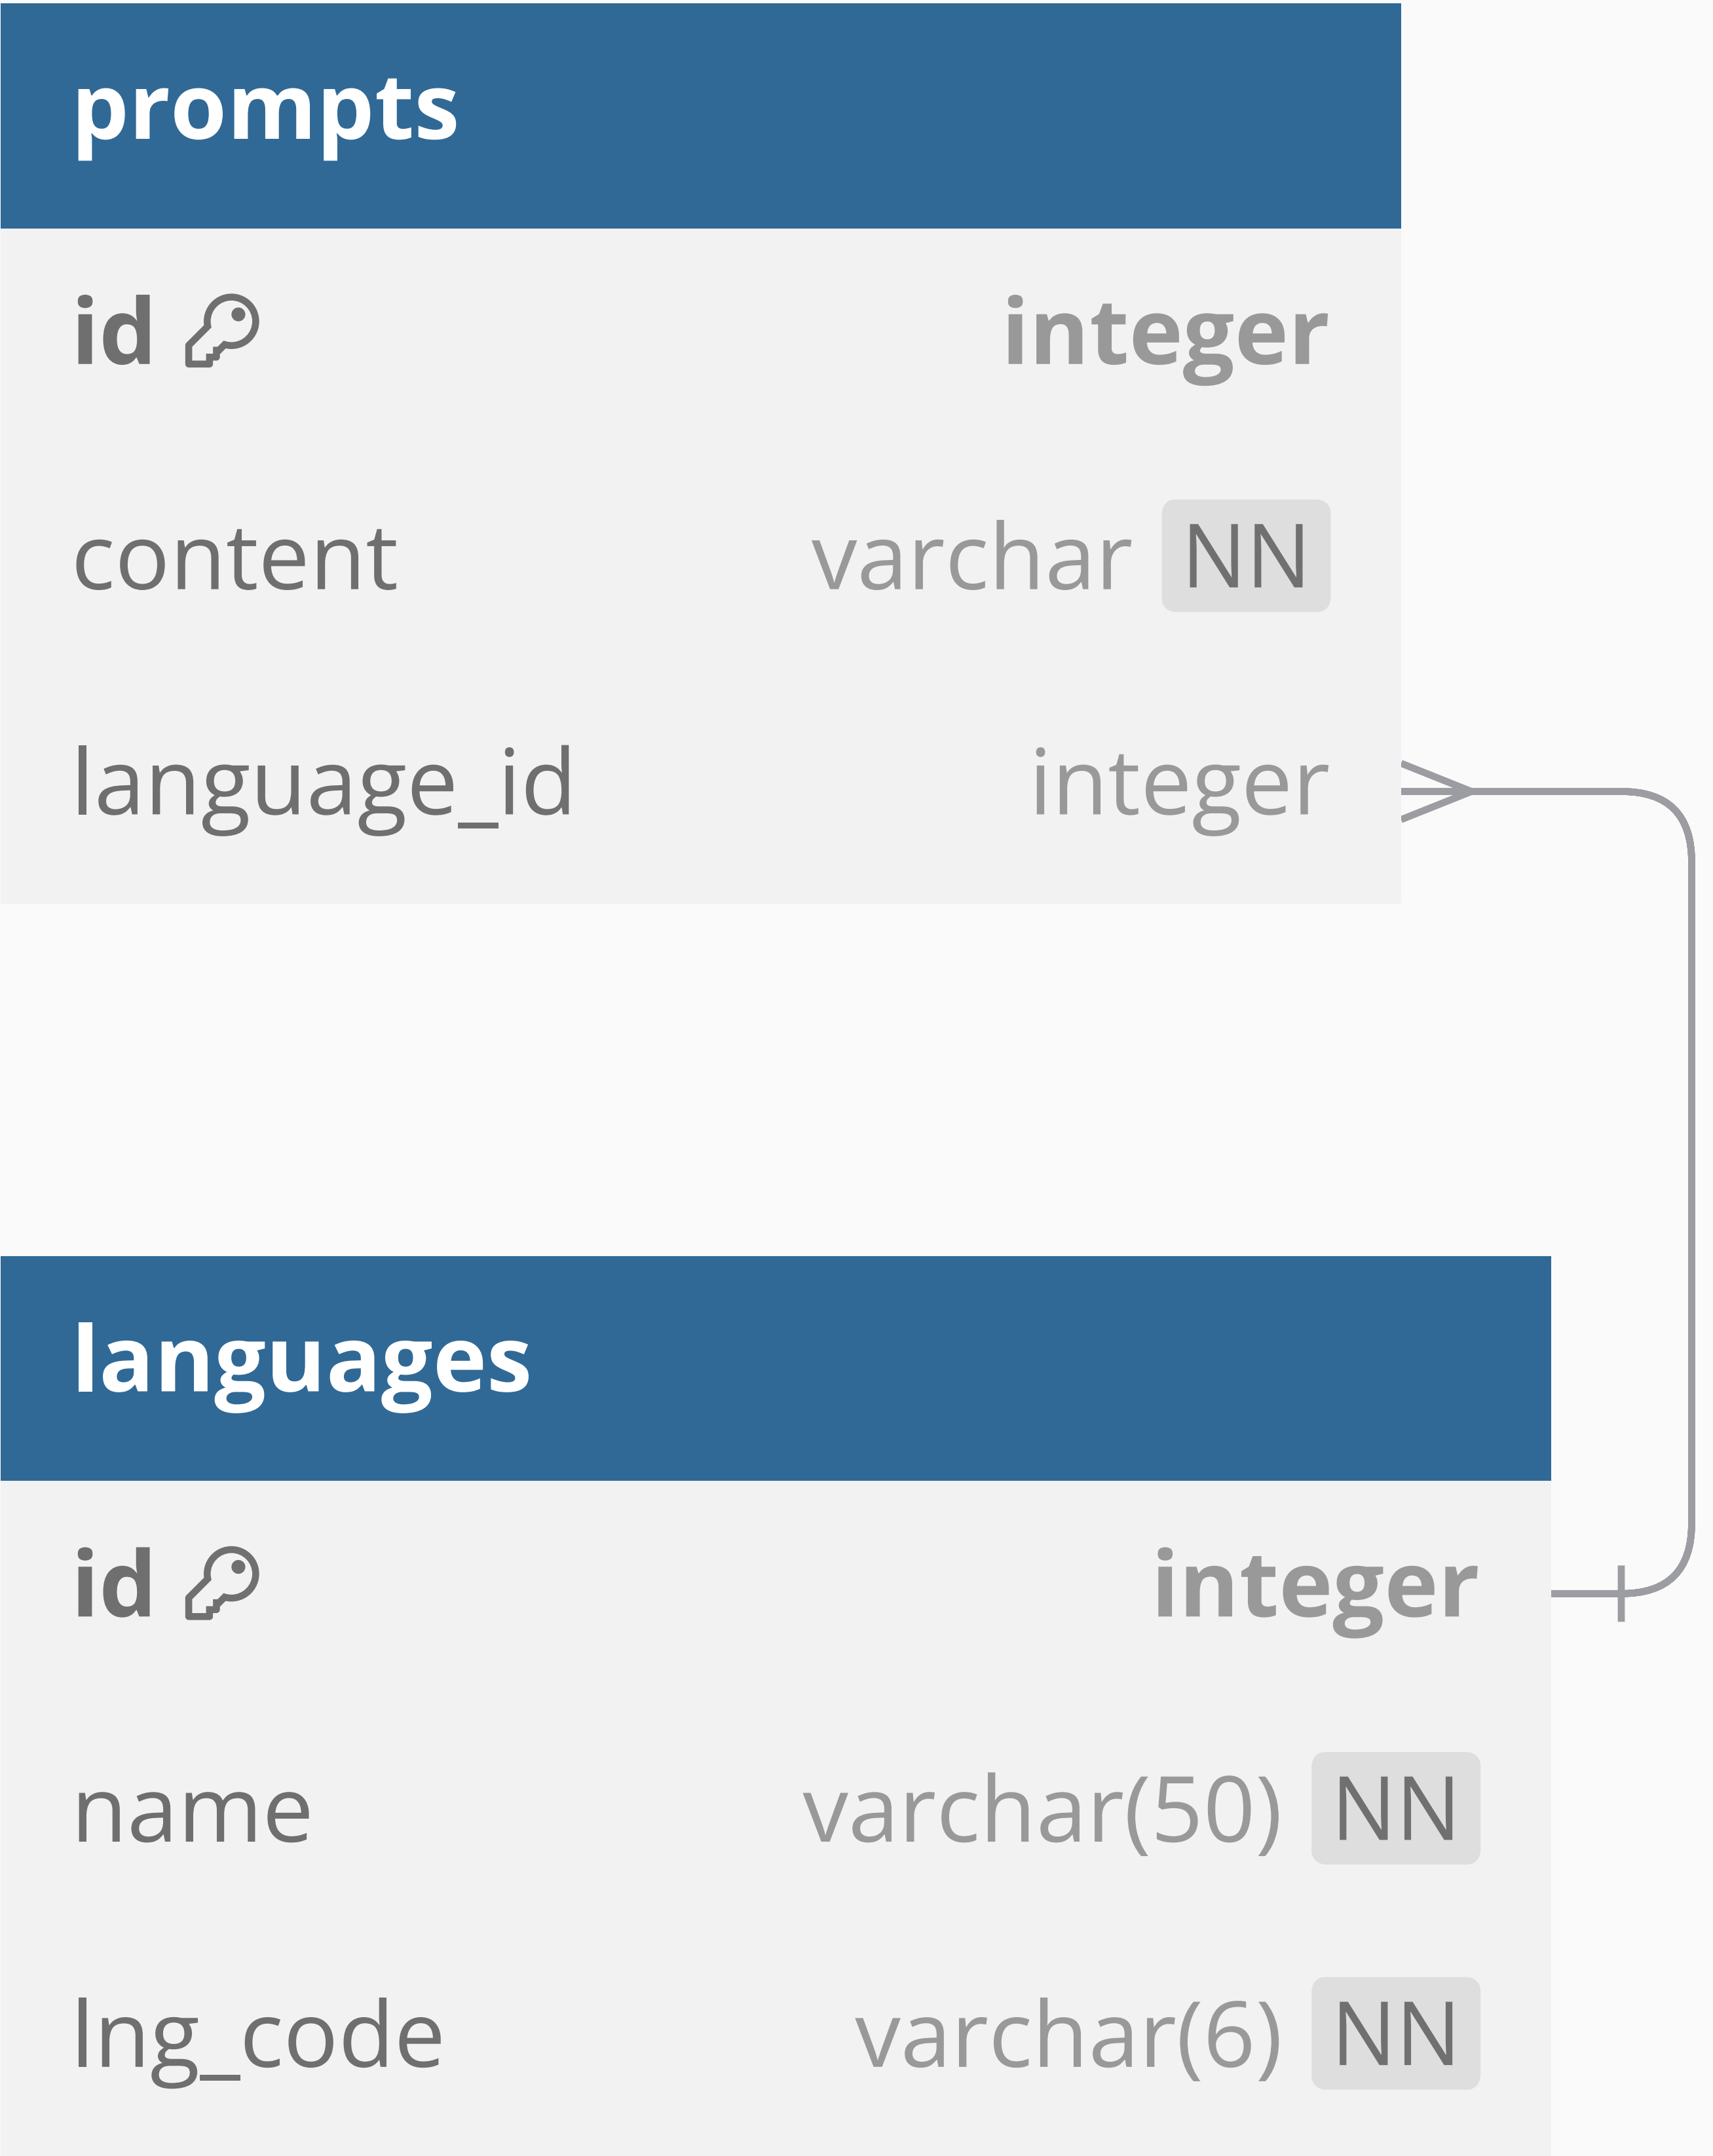 prompts
id integer
content varchar NN
language_id integer
languages
id integer
name varchar(50) NN
lng_code varchar(6) NN